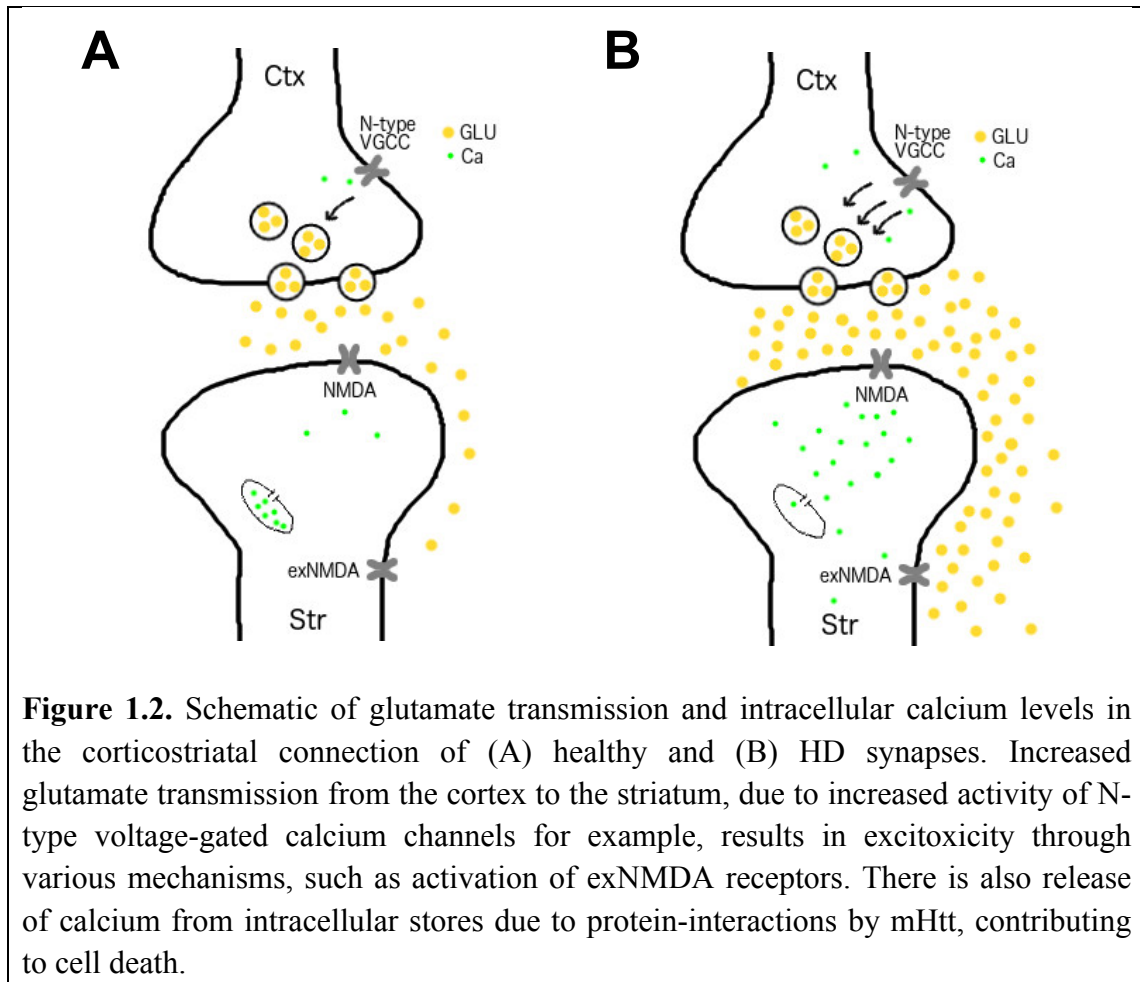 A
Ctx
N-type
VGCC
GLU
Ca
NMDA
exNMDA
Str
B
Ctx
N-type
VGCC
GLU
Ca
NMDA
exNMDA
Str
Figure 1.2. Schematic of glutamate transmission and intracellular calcium levels in
the corticostriatal connection of (A) healthy and (B) HD synapses. Increased
glutamate transmission from the cortex to the striatum, due to increased activity of N-
type voltage-gated calcium channels for example, results in excitoxicity through
various mechanisms, such as activation of exNMDA receptors. There is also release
of calcium from intracellular stores due to protein-interactions by mHtt, contributing
to cell death.